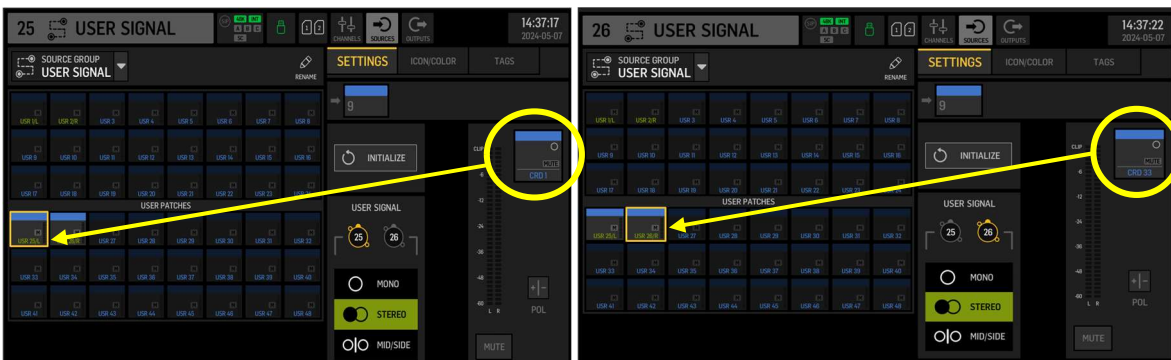 25 USER SIGNAL
CHANNELS SOURCES OUTPUTS
14:37:17
2024-05-07
SOURCE GROUP
USER SIGNAL
RENAME
SETTINGS ICON/COLOR TAGS
9
USR 1/L USR 2/R USR 3 USR 4 USR 5 USR 6 USR 7 USR 8
USR 9 USR 10 USR 11 USR 12 USR 13 USR 14 USR 15 USR 16
USR 17 USR 18 USR 19 USR 20 USR 21 USR 22 USR 23
USER PATCHES
USR 25/L USR 27 USR 28 USR 29 USR 30 USR 31 USR 32
USR 33 USR 34 USR 35 USR 36 USR 37 USR 38 USR 39 USR 40
USR 41 USR 42 USR 43 USR 44 USR 45 USR 46 USR 47 USR 48
INITIALIZE
USER SIGNAL
25 26
MONO
STEREO
MID/SIDE
CLIP
-6
-12
-24
-36
-48
-60
L R
MUTE
CRD 1
+ -
POL
MUTE
26 USER SIGNAL
CHANNELS SOURCES OUTPUTS
14:37:22
2024-05-07
SOURCE GROUP
USER SIGNAL
RENAME
SETTINGS ICON/COLOR TAGS
9
USR 1/L USR 2/R USR 3 USR 4 USR 5 USR 6 USR 7 USR 8
USR 9 USR 10 USR 11 USR 12 USR 13 USR 14 USR 15 USR 16
USR 17 USR 18 USR 19 USR 20 USR 21 USR 22
USER PATCHES
USR 25/L USR 26/R USR 27 USR 28 USR 29 USR 30 USR 31 USR 32
USR 33 USR 34 USR 35 USR 36 USR 37 USR 38 USR 39 USR 40
USR 41 USR 42 USR 43 USR 44 USR 45 USR 46 USR 47 USR 48
INITIALIZE
USER SIGNAL
25 26
MONO
STEREO
MID/SIDE
CLIP
-6
-12
-24
-36
-48
-60
L R
MUTE
CRD 33
+ -
POL
MUTE